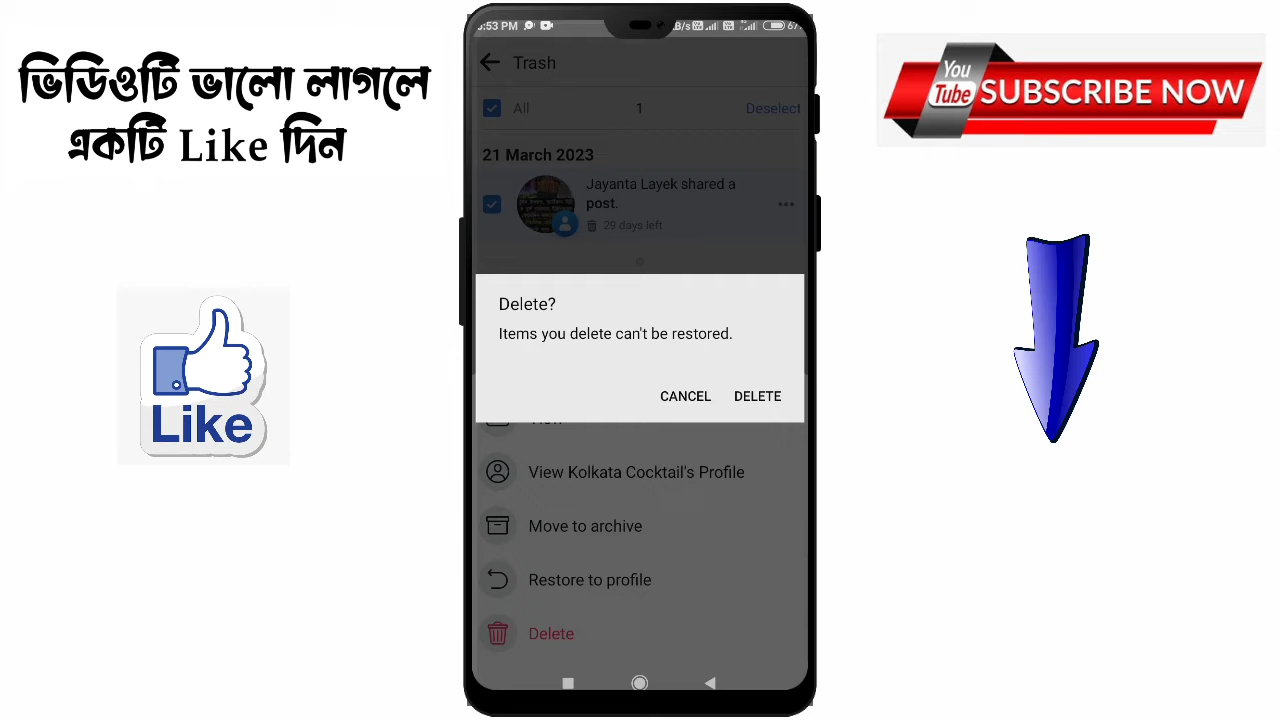 ভিডিওটি ভালো লাগলে
একটি Like দিন
Like
:53 PM
Trash
All 1 Deselect
21 March 2023
Jayanta Layek shared a
post.
29 days left
Delete?
Items you delete can't be restored.
CANCEL DELETE
View Kolkata Cocktail's Profile
Move to archive
Restore to profile
Delete
You
Tube SUBSCRIBE NOW